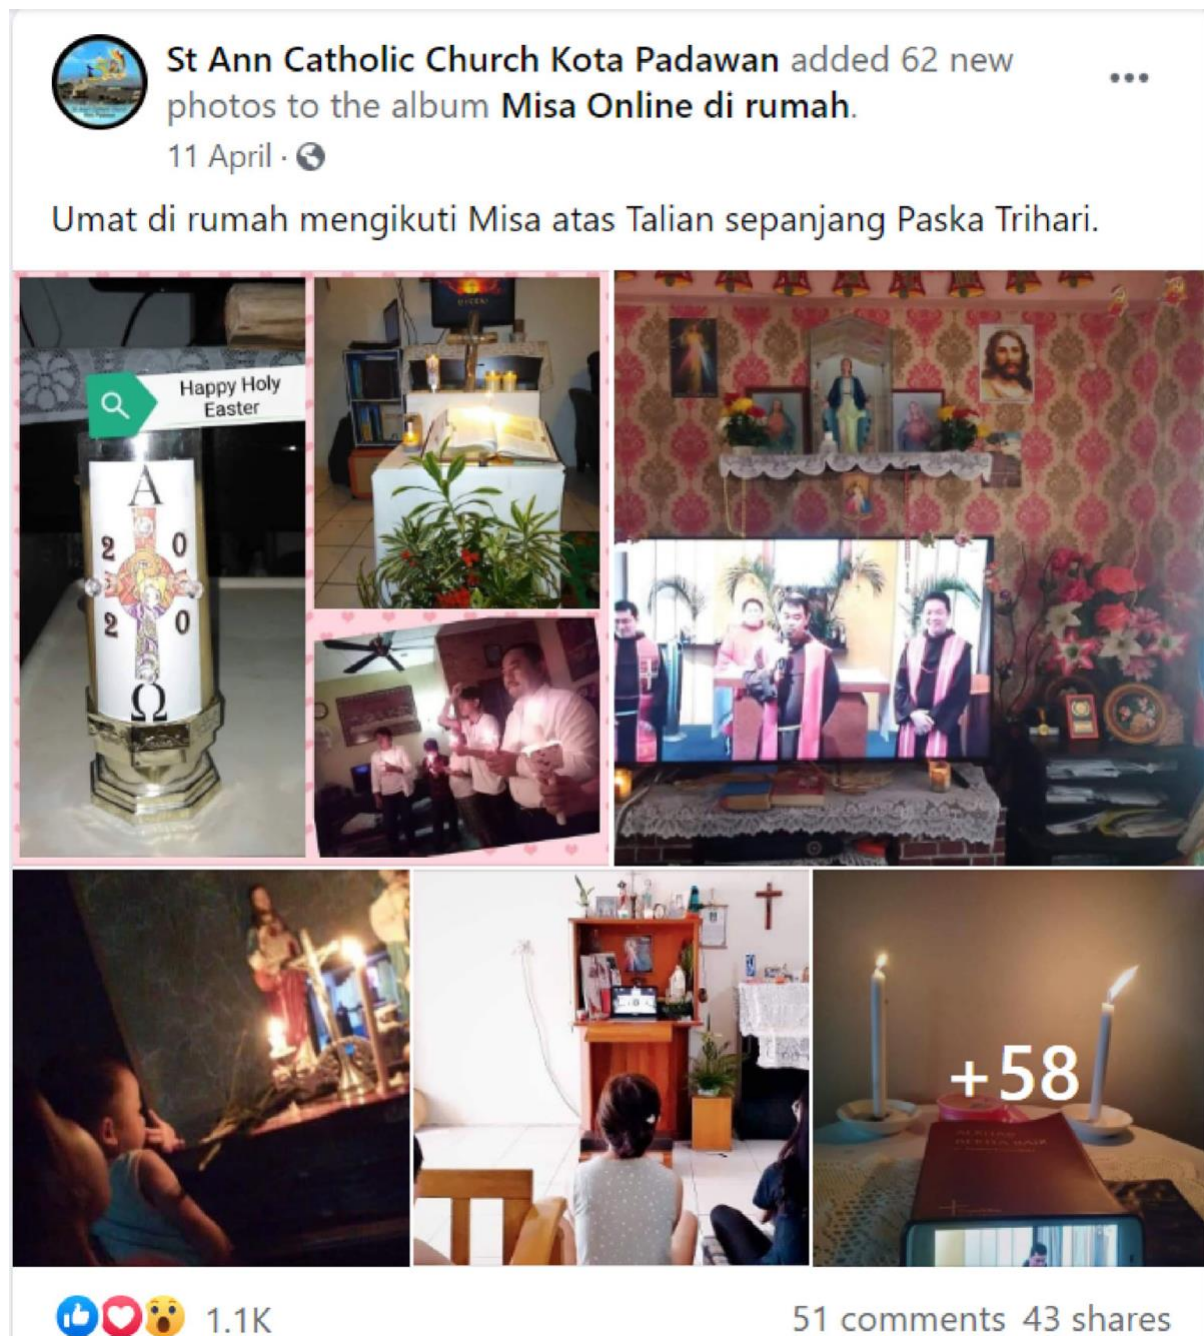 St Ann Catholic Church Kota Padawan added 62 new
photos to the album Misa Online di rumah.
11 April ·
Umat di rumah mengikuti Misa atas Talian sepanjang Paska Trihari.
Happy Holy
Easter
A
2 0
2 0
Ω
+58
1.1K
51 comments 43 shares